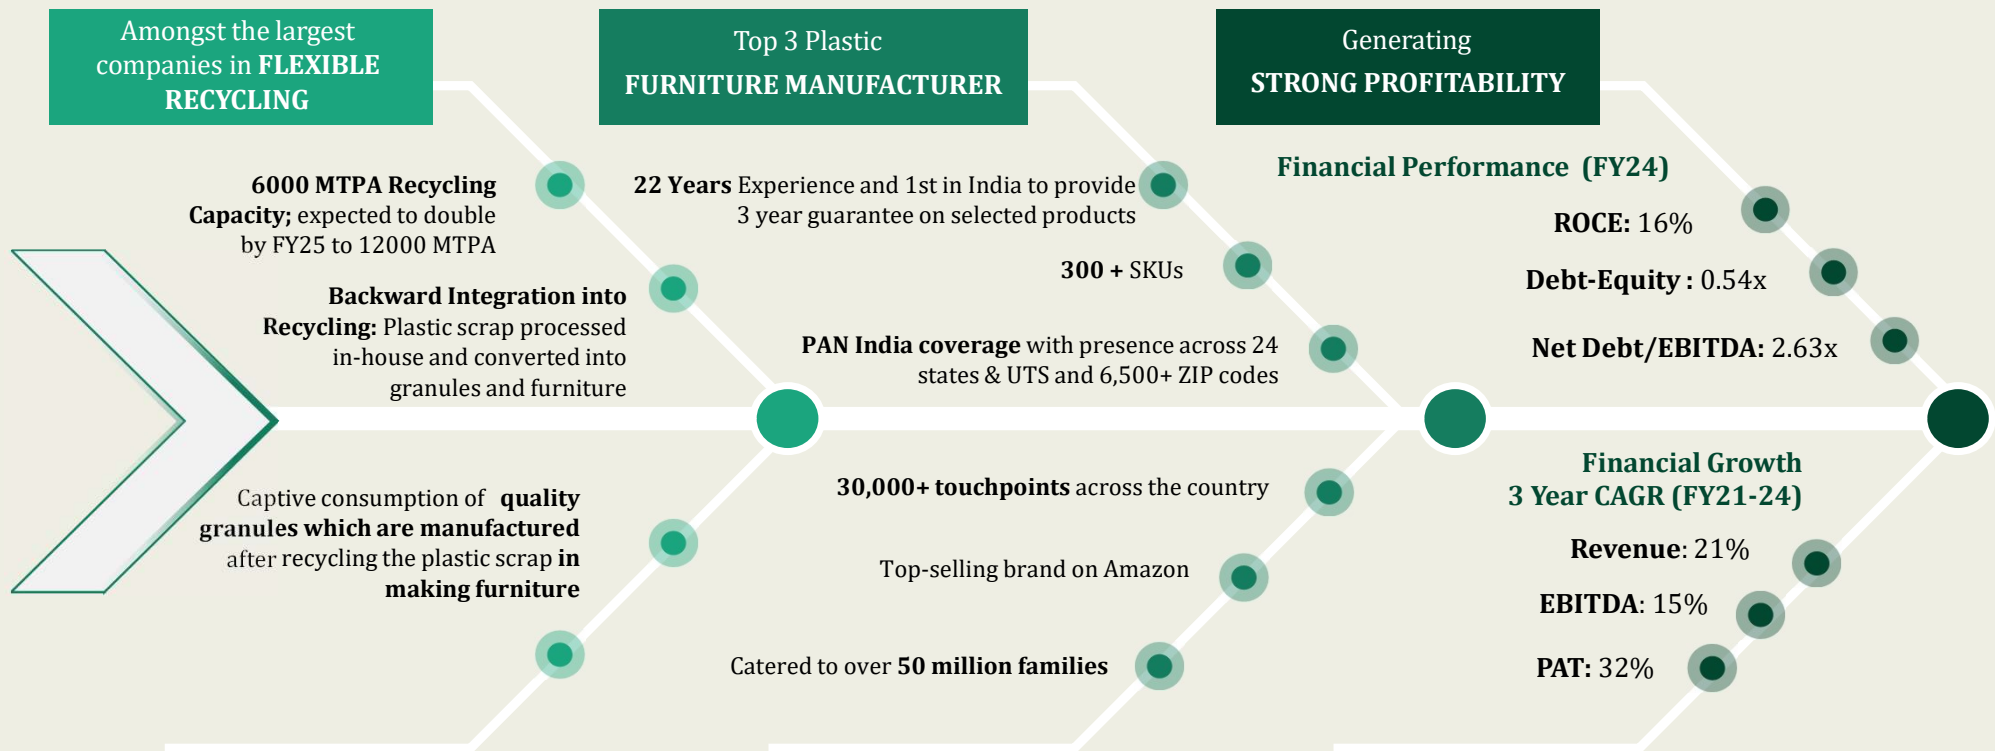 Amongst the largest
companies in FLEXIBLE
RECYCLING
6000 MTPA Recycling
Capacity; expected to double
by FY25 to 12000 MTPA
Backward Integration into
Recycling: Plastic scrap processed
in-house and converted into
granules and furniture
Captive consumption of quality
granules which are manufactured
after recycling the plastic scrap in
making furniture
Top 3 Plastic
FURNITURE MANUFACTURER
22 Years Experience and 1st in India to provide
3 year guarantee on selected products
300 + SKUs
PAN India coverage with presence across 24
states & UTS and 6,500+ ZIP codes
30,000+ touchpoints across the country
Top-selling brand on Amazon
Catered to over 50 million families
Generating
STRONG PROFITABILITY
Financial Performance (FY24)
ROCE: 16%
Debt-Equity : 0.54x
Net Debt/EBITDA: 2.63x
Financial Growth
3 Year CAGR (FY21-24)
Revenue: 21%
EBITDA: 15%
PAT: 32%